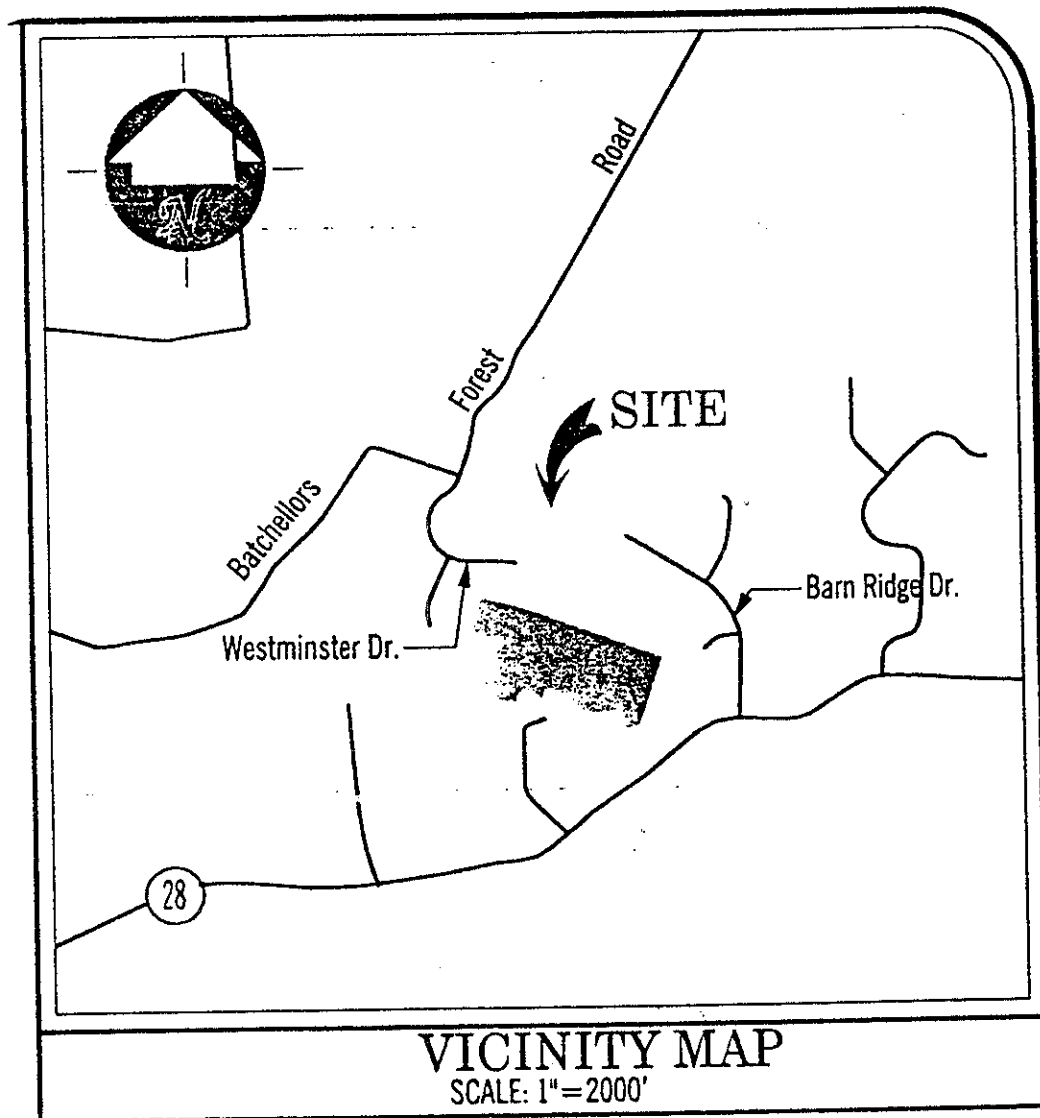 N
Road
Forest
SITE
Batchellors
Barn Ridge Dr.
Westminster Dr.
28
VICINITY MAP
SCALE: 1"=2000'